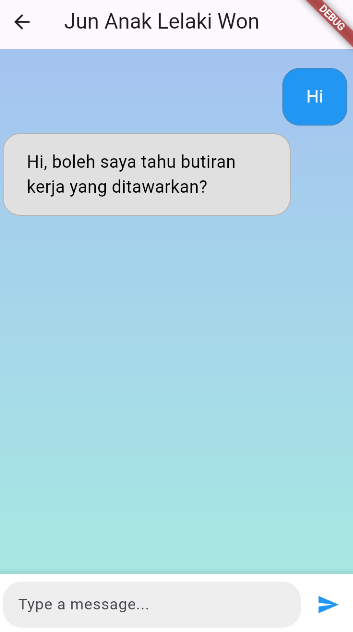 Jun Anak Lelaki Won
DEBUG
Hi
Hi, boleh saya tahu butiran
kerja yang ditawarkan?
Type a message...